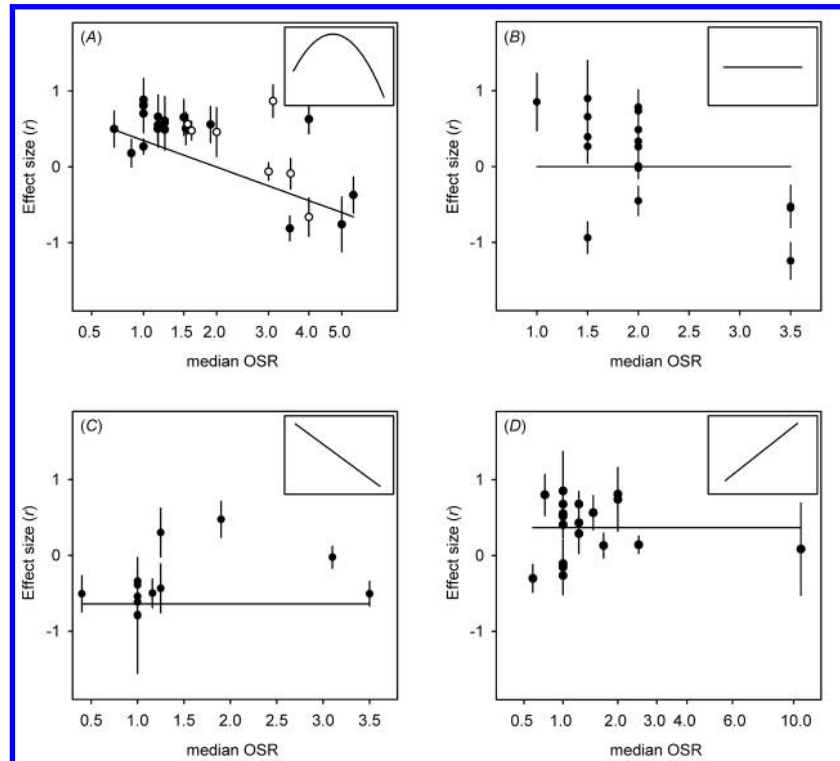 (A)
Effect size (r)
1
0
-1
0.5 1.0 1.5 2.0 3.0 4.0 5.0
median OSR
(B)
Effect size (r)
1
0
-1
1.0 1.5 2.0 2.5 3.0 3.5
median OSR
(C)
Effect size (r)
1
0
-1
0.5 1.0 1.5 2.0 2.5 3.0 3.5
median OSR
(D)
Effect size (r)
1
0
-1
0.5 1.0 2.0 3.0 4.0 6.0 10.0
median OSR